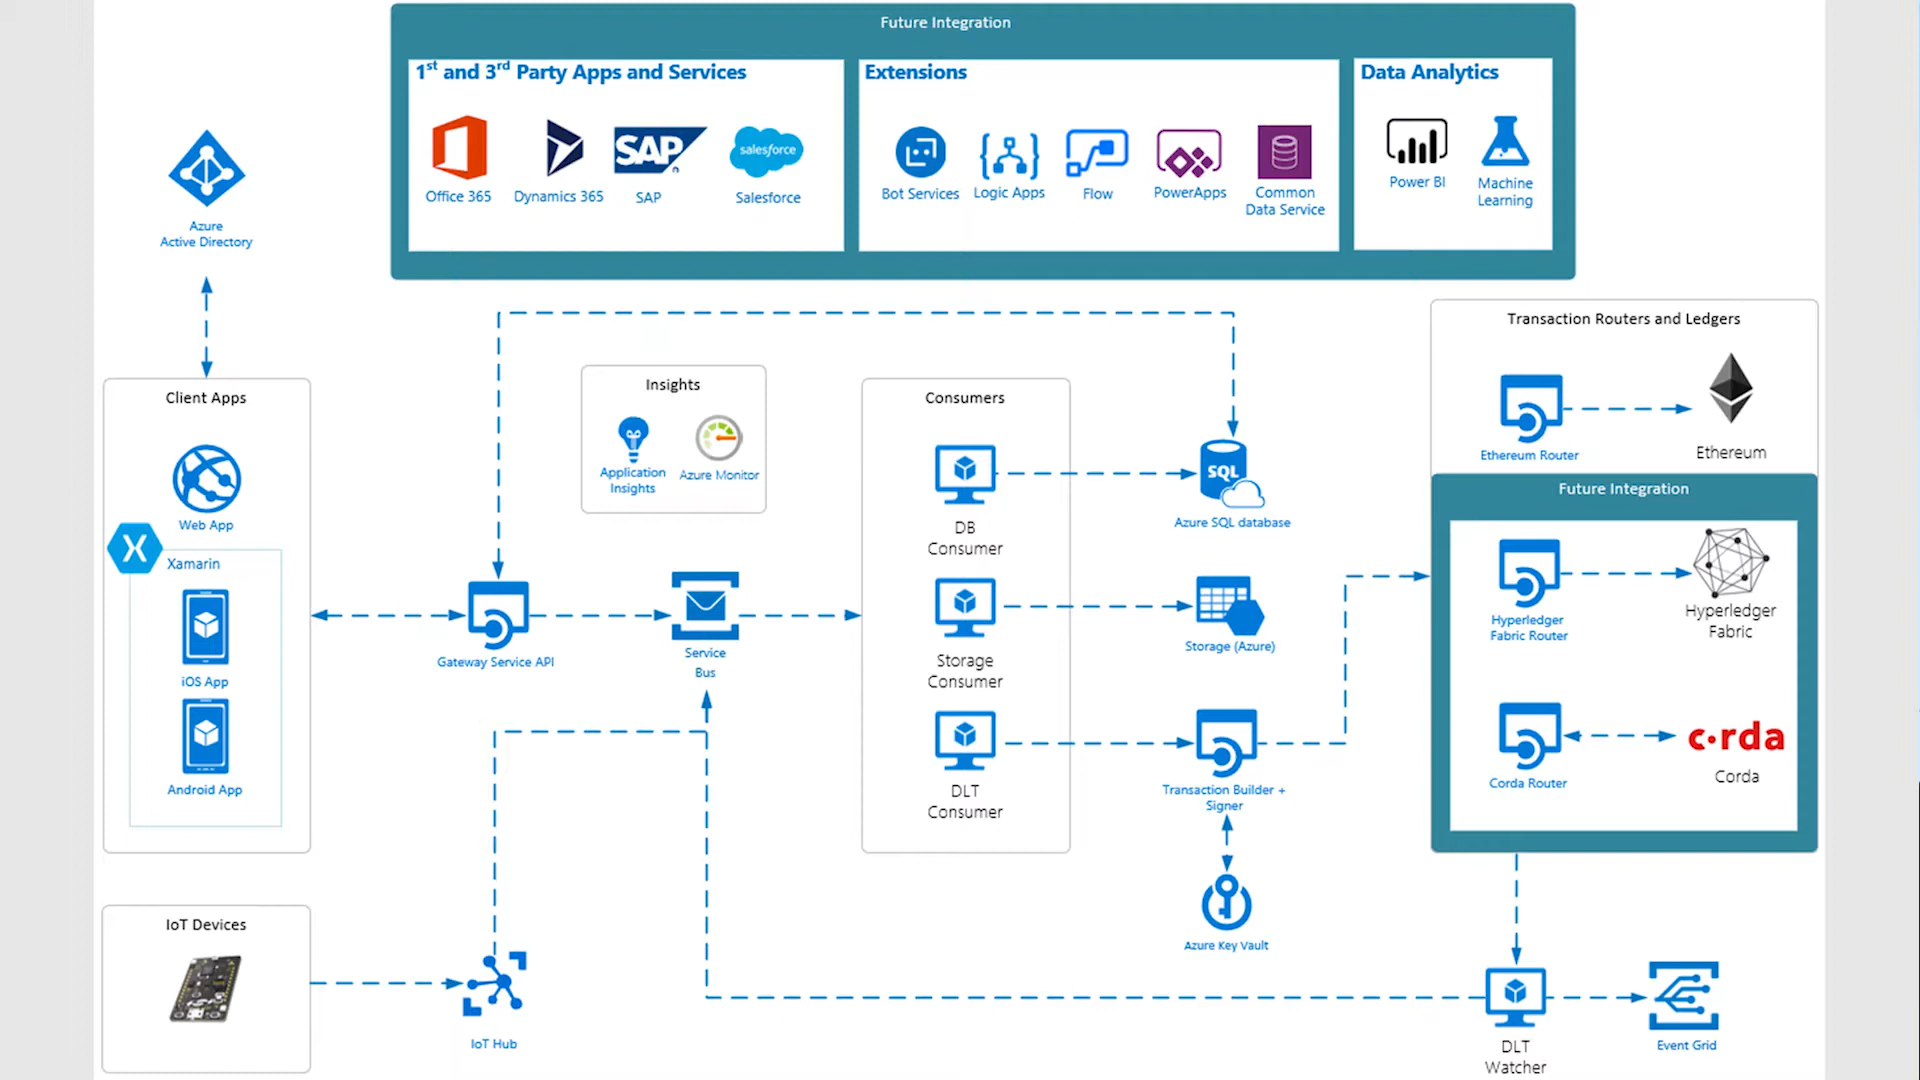 Future Integration
1st and 3rd Party Apps and Services
Extensions
Data Analytics
SAP
salesforce
Office 365
Dynamics 365
SAP
Salesforce
Bot Services
Logic Apps
Flow
PowerApps
Common
Data Service
Power BI
Machine
Learning
Azure
Active Directory
Client Apps
Web App
X
Xamarin
iOS App
Android App
Insights
Application
Insights
Azure Monitor
Gateway Service API
Service
Bus
Consumers
DB
Consumer
Storage
Consumer
DLT
Consumer
SQL
Azure SQL database
Storage (Azure)
Transaction Builder +
Signer
Azure Key Vault
Transaction Routers and Ledgers
Ethereum Router
Ethereum
Future Integration
Hyperledger
Fabric Router
Hyperledger
Fabric
c·rda
Corda Router
Corda
IoT Devices
IoT Hub
DLT
Watcher
Event Grid